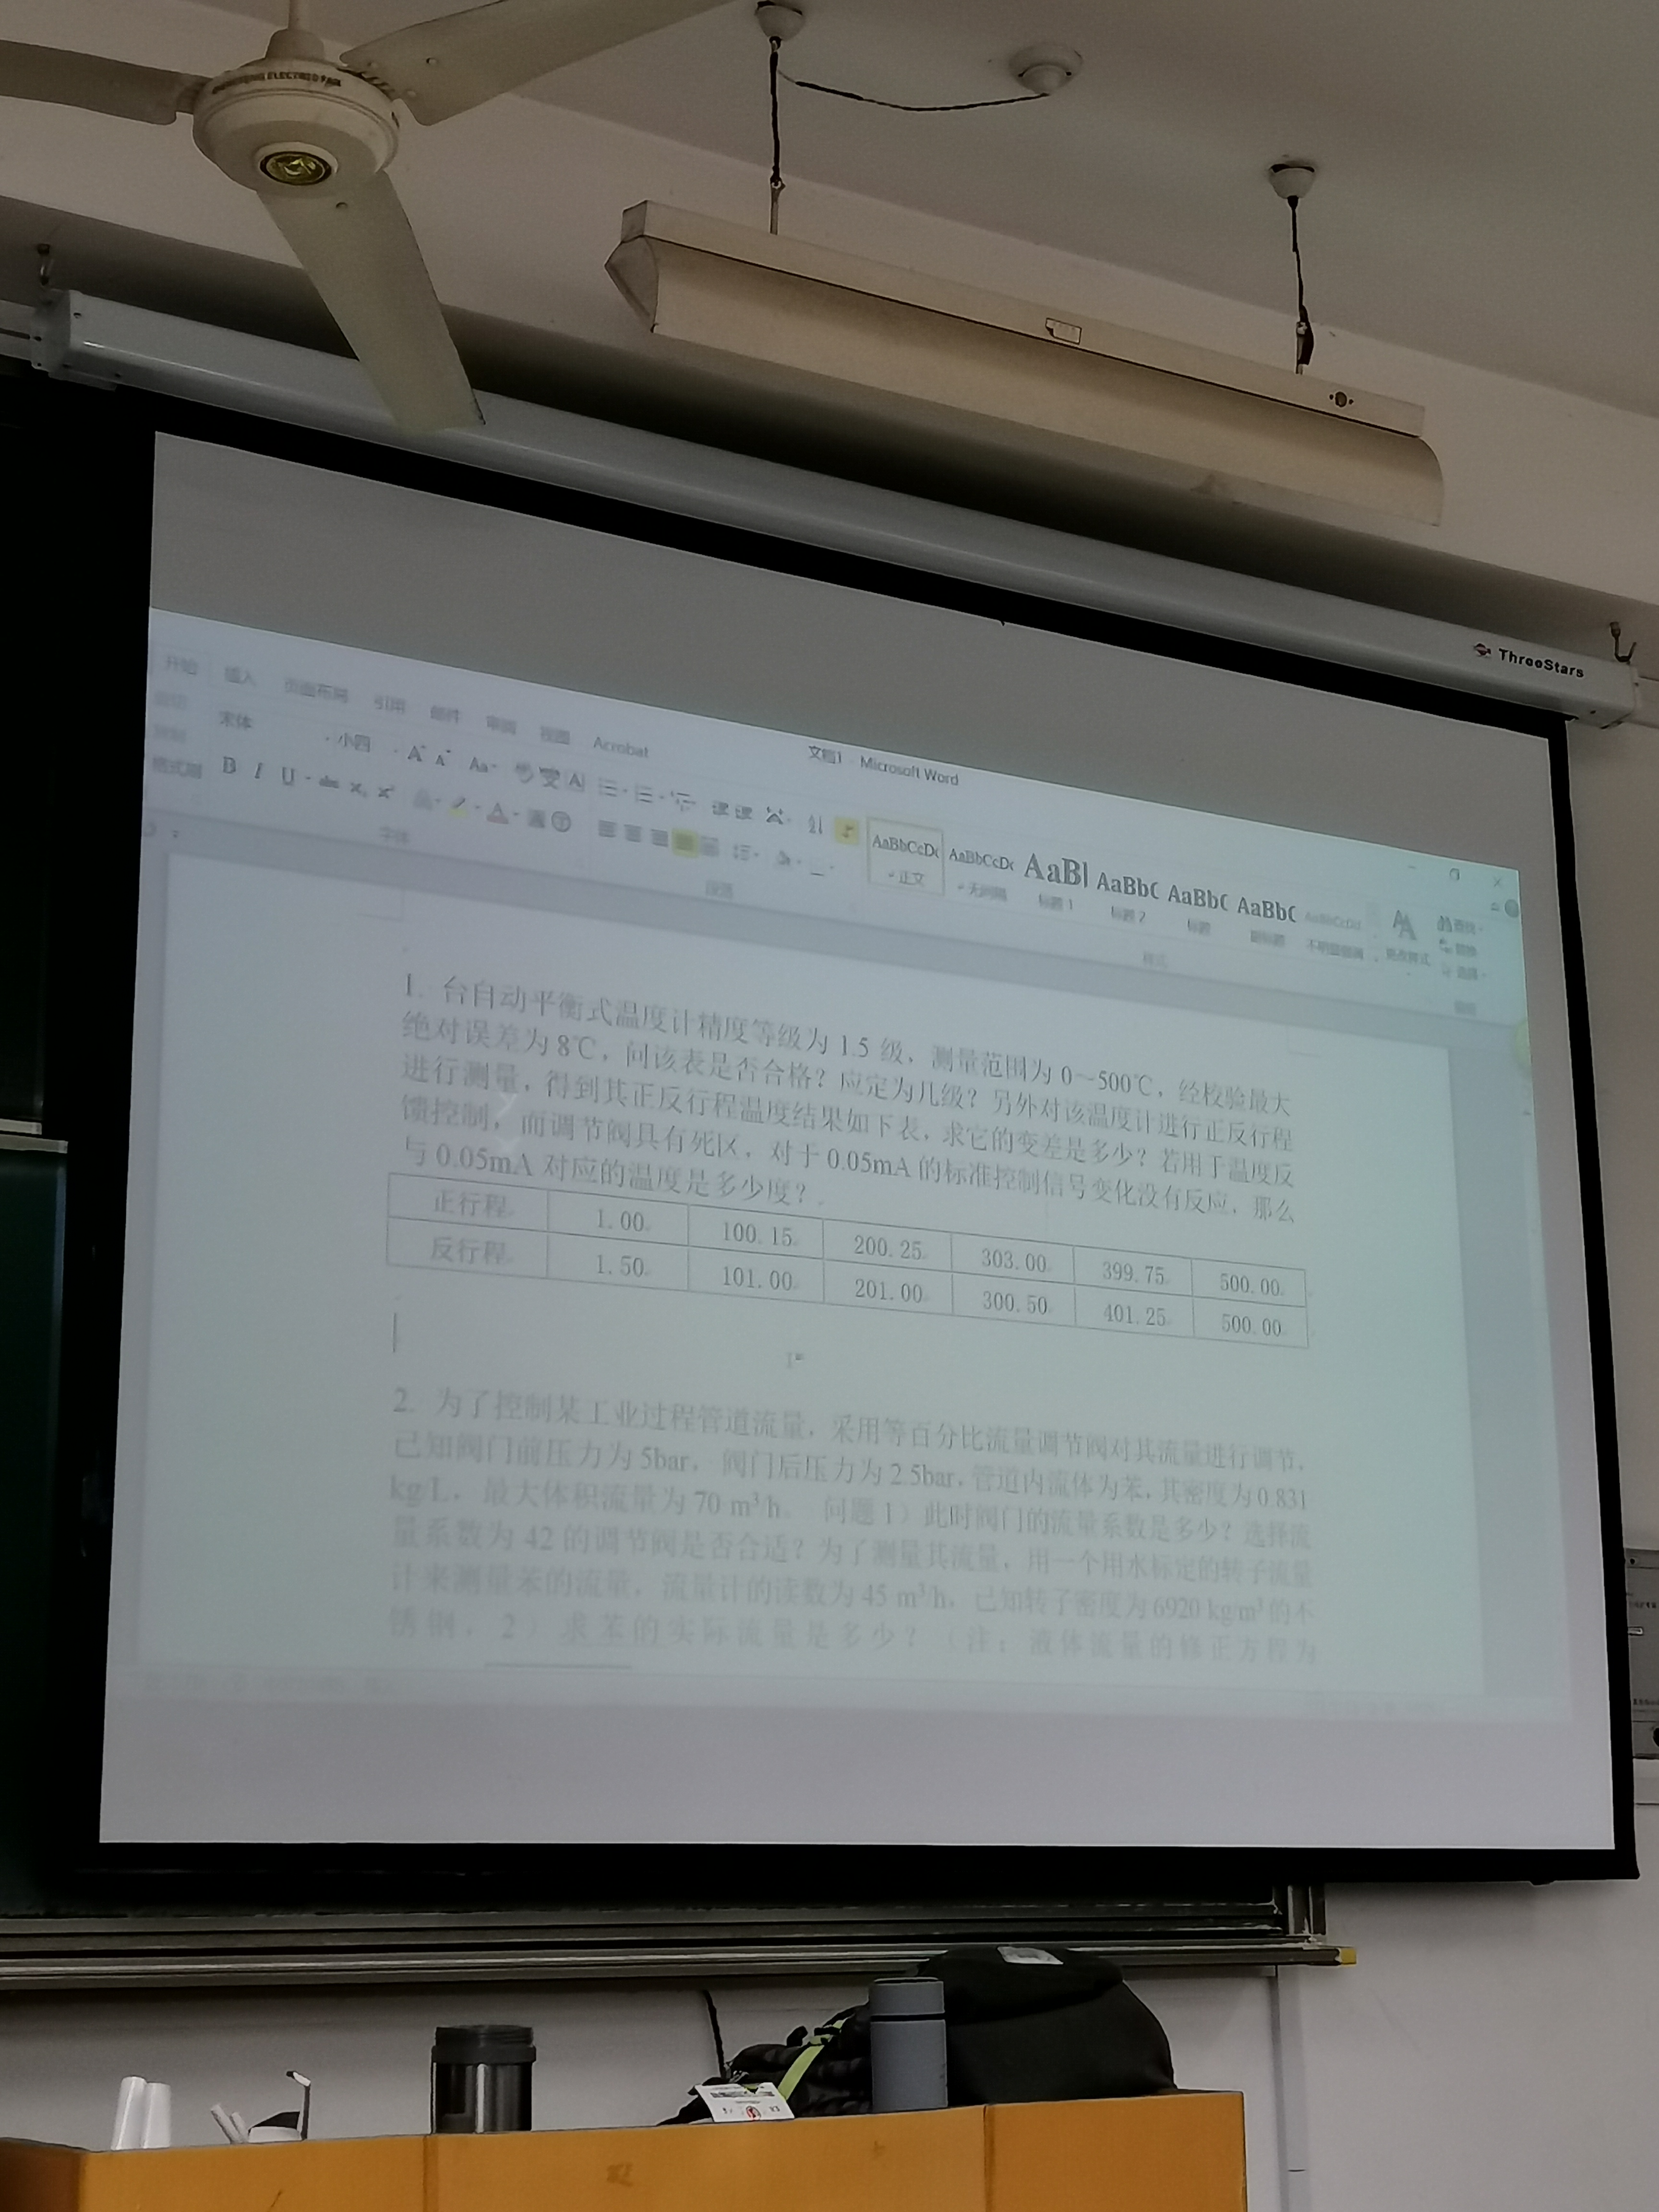 ThreeStars
文档1 - Microsoft Word
开始 插入 页面布局 引用 邮件 审阅 视图 Acrobat
宋体 小四
格式刷 B I U abc
字体
段落
AaBbCcDc AaBbCcDc AaBl AaBbC AaBbC AaBbC AaBbCcDd
正文 无间隔 标题 1 标题 2 标题 副标题 不明显强调 更改样式
查找
替换
选择
样式
1. 台自动平衡式温度计精度等级为 1.5 级，测量范围为 0～500℃，经校验最大
绝对误差为 8℃，问该表是否合格？应定为几级？另外对该温度计进行正反行程
进行测量，得到其正反行程温度结果如下表，求它的变差是多少？若用于温度反
馈控制，而调节阀具有死区，对于 0.05mA 的标准控制信号变化没有反应，那么
与 0.05mA 对应的温度是多少度？
正行程 1.00 100.15 200.25 303.00 399.75 500.00
反行程 1.50 101.00 201.00 300.50 401.25 500.00
2. 为了控制某工业过程管道流量，采用等百分比流量调节阀对其流量进行调节，
已知阀门前压力为 5bar，阀门后压力为 2.5bar，管道内流体为苯，其密度为 0.831
kg/L，最大体积流量为 70 m³/h。 问题 1）此时阀门的流量系数是多少？选择流
量系数为 42 的调节阀是否合适？为了测量其流量，用一个用水标定的转子流量
计来测量苯的流量，流量计的读数为 45 m³/h，已知转子密度为 6920 kg/m³ 的不
锈钢，2）求苯的实际流量是多少？（注：液体流量的修正方程为